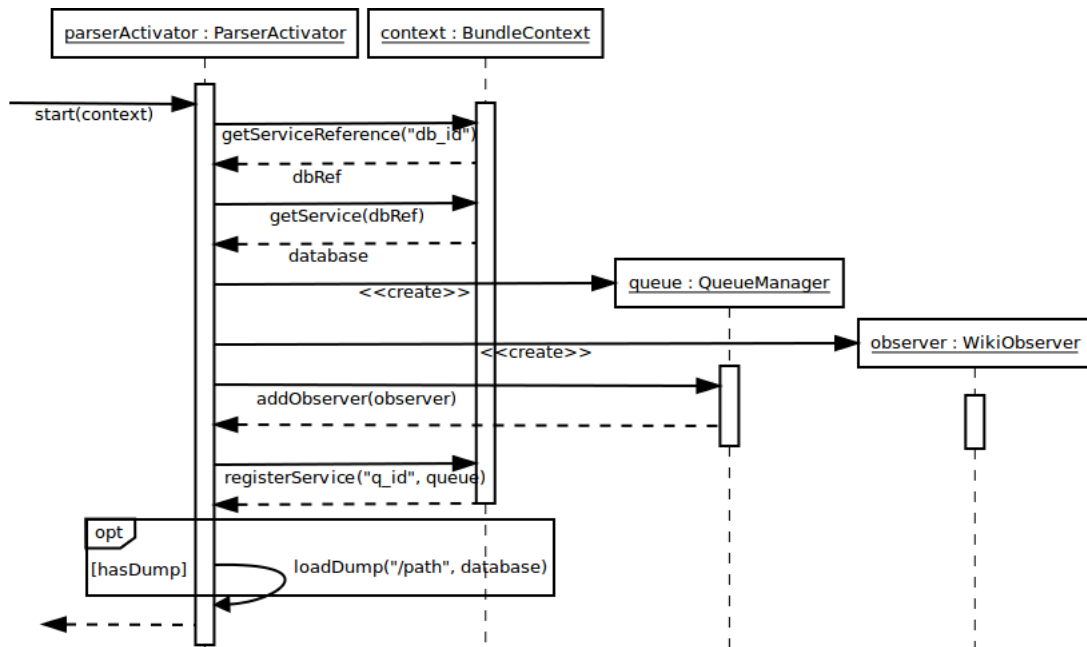 parserActivator : ParserActivator
context : BundleContext
start(context)
getServiceReference("db_id")
dbRef
getService(dbRef)
database
<<create>>
queue : QueueManager
<<create>>
observer : WikiObserver
addObserver(observer)
registerService("q_id", queue)
opt
[hasDump]
loadDump("/path", database)